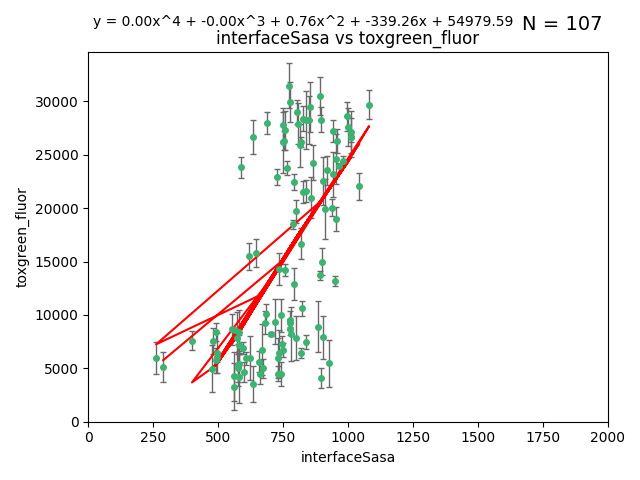 y = 0.00x^4 + -0.00x^3 + 0.76x^2 + -339.26x + 54979.59 N = 107
interfaceSasa vs toxgreen_fluor
30000
25000
20000
15000
10000
5000
0
toxgreen_fluor
0 250 500 750 1000 1250 1500 1750 2000
interfaceSasa